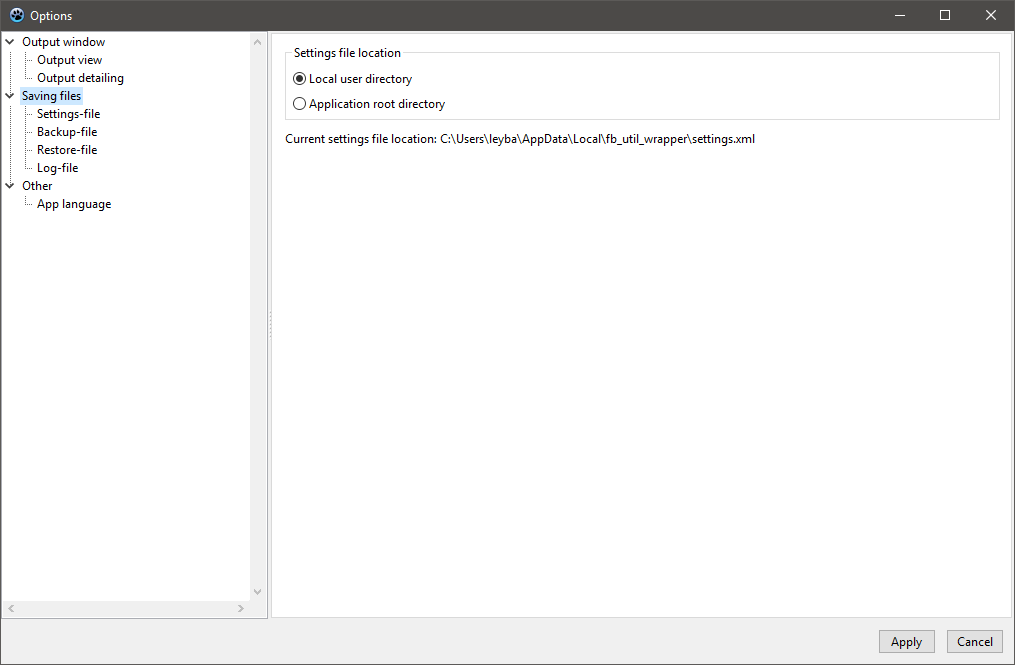 Options
Output window
Output view
Output detailing
Saving files
Settings-file
Backup-file
Restore-file
Log-file
Other
App language
Settings file location
Local user directory
Application root directory
Current settings file location: C:\Users\leyba\AppData\Local\fb_util_wrapper\settings.xml
Apply
Cancel